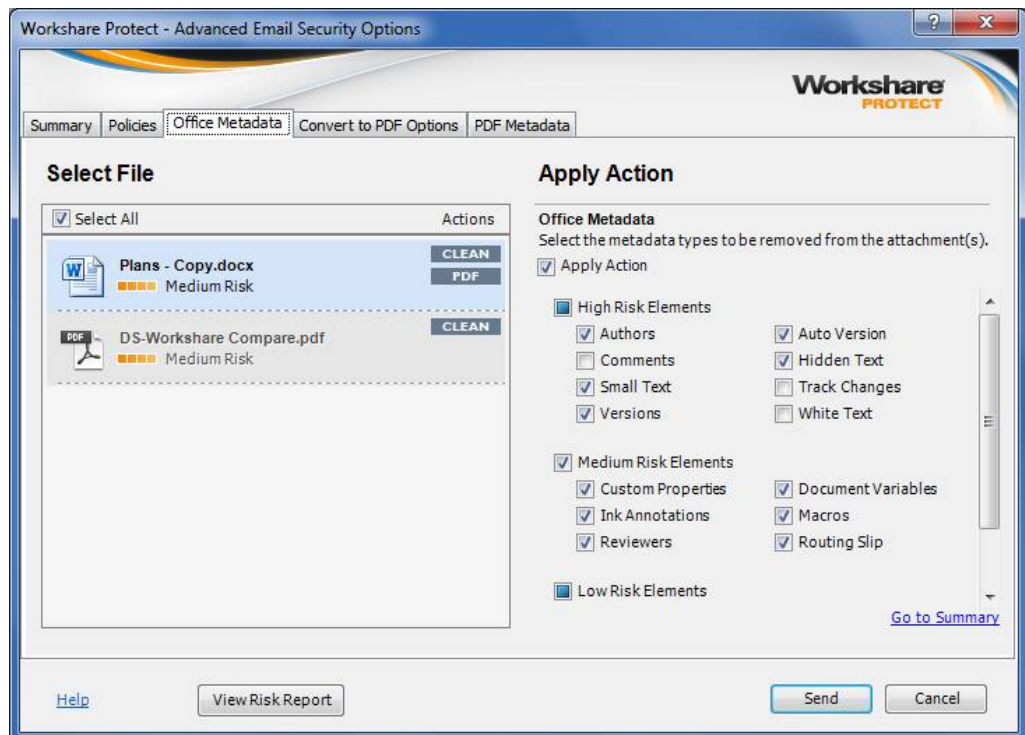 Workshare Protect - Advanced Email Security Options
?
Workshare
PROTECT
Summary Policies Office Metadata Convert to PDF Options PDF Metadata
Select File
Select All Actions
W
Plans - Copy.docx
Medium Risk
CLEAN
PDF
PDF
DS-Workshare Compare.pdf
Medium Risk
CLEAN
Apply Action
Office Metadata
Select the metadata types to be removed from the attachment(s).
Apply Action
High Risk Elements
Authors Auto Version
Comments Hidden Text
Small Text Track Changes
Versions White Text
Medium Risk Elements
Custom Properties Document Variables
Ink Annotations Macros
Reviewers Routing Slip
Low Risk Elements
Go to Summary
Help View Risk Report Send Cancel